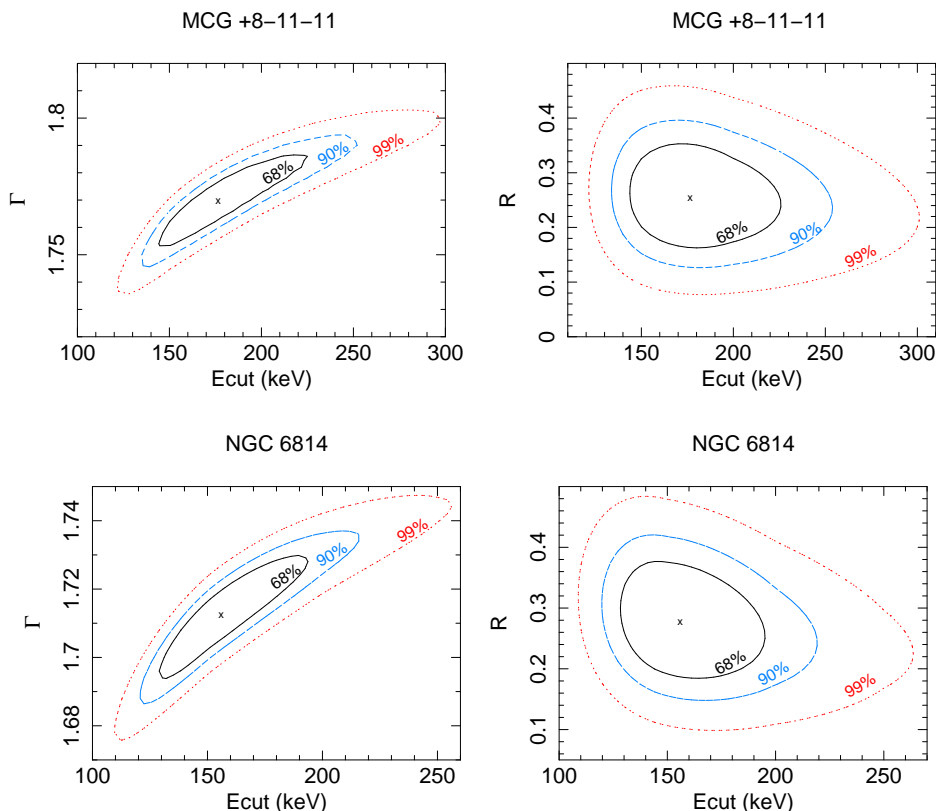 MCG +8−11−11
Γ
1.8
1.75
68%
90%
99%
x
100 150 200 250 300
Ecut (keV)
MCG +8−11−11
R
0.4
0.3
0.2
0.1
0
68%
90%
99%
x
150 200 250 300
Ecut (keV)
NGC 6814
Γ
1.74
1.72
1.7
1.68
68%
90%
99%
x
100 150 200 250
Ecut (keV)
NGC 6814
R
0.4
0.3
0.2
0.1
68%
90%
99%
x
100 150 200 250
Ecut (keV)